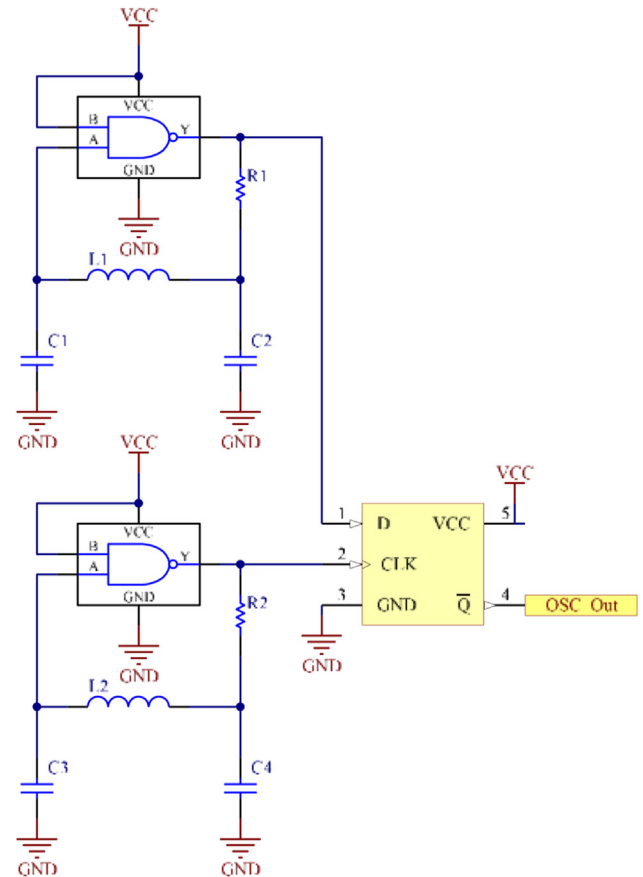 VCC
VCC
B
A
Y
GND
R1
GND
L1
C1
C2
GND
GND
VCC
VCC
B
A
Y
GND
R2
GND
L2
C3
C4
GND
GND
VCC
1
D
VCC
5
2
CLK
3
GND
Q̅
4
OSC Out
GND